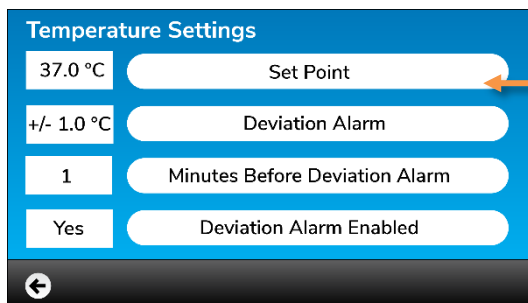 Temperature Settings
37.0 °C Set Point
+/- 1.0 °C Deviation Alarm
1 Minutes Before Deviation Alarm
Yes Deviation Alarm Enabled